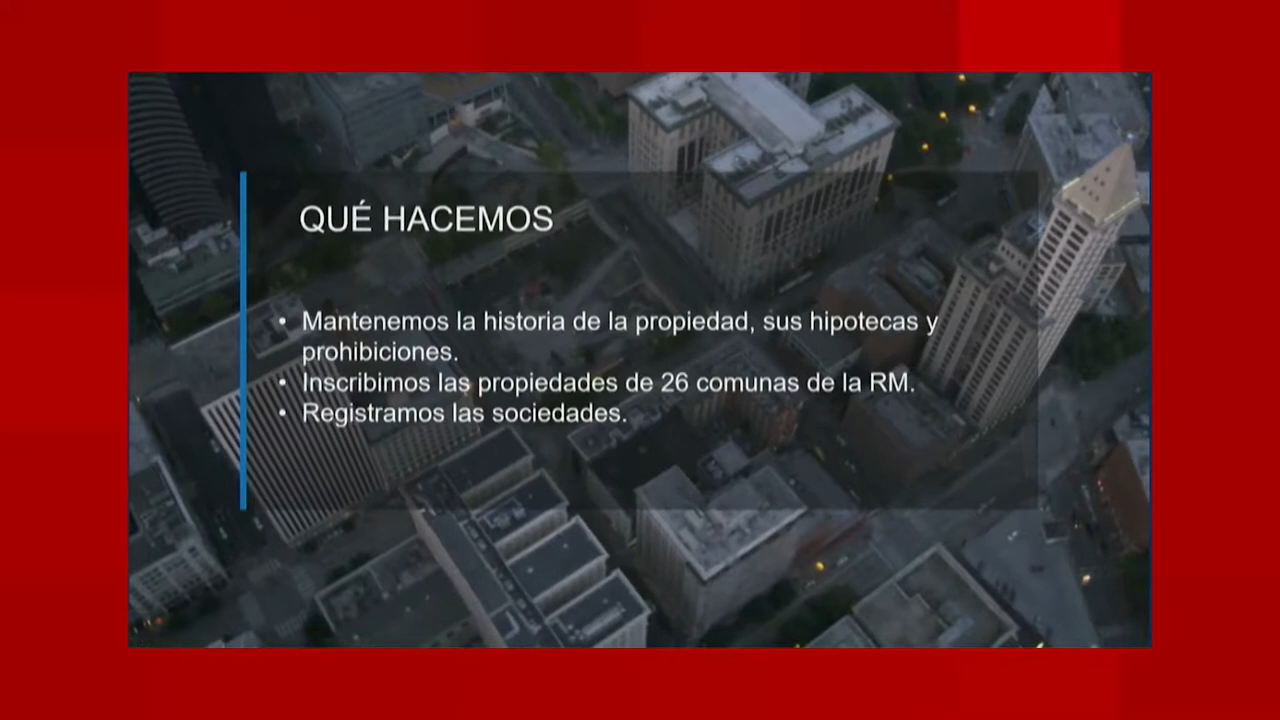 QUÉ HACEMOS
• Mantenemos la historia de la propiedad, sus hipotecas y
prohibiciones.
• Inscribimos las propiedades de 26 comunas de la RM.
• Registramos las sociedades.